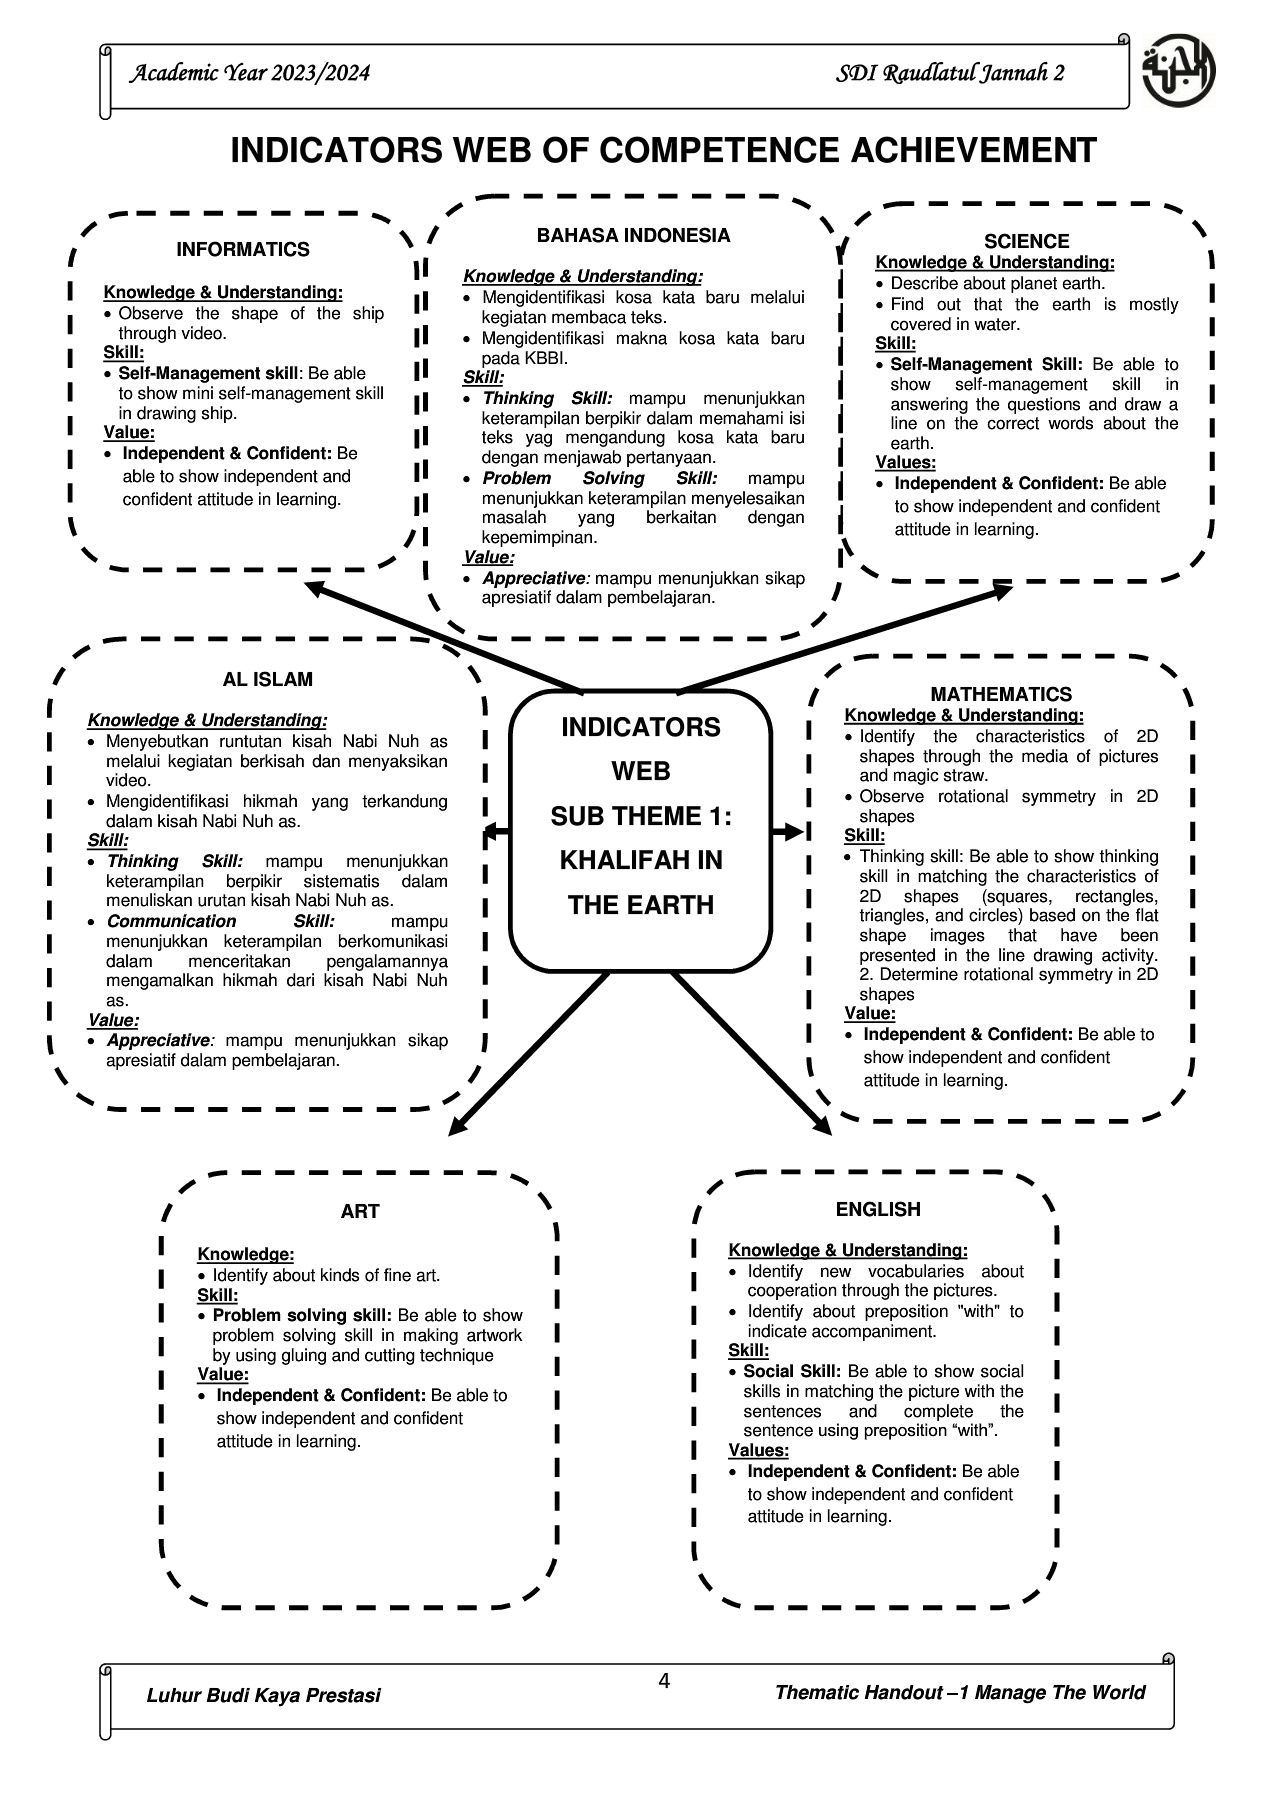 Academic Year 2023/2024
SDI Raudlatul Jannah 2
INDICATORS WEB OF COMPETENCE ACHIEVEMENT
INFORMATICS
Knowledge & Understanding:
• Observe the shape of the ship
through video.
Skill:
• Self-Management skill: Be able
to show mini self-management skill
in drawing ship.
Value:
• Independent & Confident: Be
able to show independent and
confident attitude in learning.
BAHASA INDONESIA
Knowledge & Understanding:
• Mengidentifikasi kosa kata baru melalui
kegiatan membaca teks.
• Mengidentifikasi makna kosa kata baru
pada KBBI.
Skill:
• Thinking Skill: mampu menunjukkan
keterampilan berpikir dalam memahami isi
teks yag mengandung kosa kata baru
dengan menjawab pertanyaan.
• Problem Solving Skill: mampu
menunjukkan keterampilan menyelesaikan
masalah yang berkaitan dengan
kepemimpinan.
Value:
• Appreciative: mampu menunjukkan sikap
apresiatif dalam pembelajaran.
SCIENCE
Knowledge & Understanding:
• Describe about planet earth.
• Find out that the earth is mostly
covered in water.
Skill:
• Self-Management Skill: Be able to
show self-management skill in
answering the questions and draw a
line on the correct words about the
earth.
Values:
• Independent & Confident: Be able
to show independent and confident
attitude in learning.
AL ISLAM
Knowledge & Understanding:
• Menyebutkan runtutan kisah Nabi Nuh as
melalui kegiatan berkisah dan menyaksikan
video.
• Mengidentifikasi hikmah yang terkandung
dalam kisah Nabi Nuh as.
Skill:
• Thinking Skill: mampu menunjukkan
keterampilan berpikir sistematis dalam
menuliskan urutan kisah Nabi Nuh as.
• Communication Skill: mampu
menunjukkan keterampilan berkomunikasi
dalam menceritakan pengalamannya
mengamalkan hikmah dari kisah Nabi Nuh
as.
Value:
• Appreciative: mampu menunjukkan sikap
apresiatif dalam pembelajaran.
INDICATORS
WEB
SUB THEME 1:
KHALIFAH IN
THE EARTH
MATHEMATICS
Knowledge & Understanding:
• Identify the characteristics of 2D
shapes through the media of pictures
and magic straw.
• Observe rotational symmetry in 2D
shapes
Skill:
• Thinking skill: Be able to show thinking
skill in matching the characteristics of
2D shapes (squares, rectangles,
triangles, and circles) based on the flat
shape images that have been
presented in the line drawing activity.
2. Determine rotational symmetry in 2D
shapes
Value:
• Independent & Confident: Be able to
show independent and confident
attitude in learning.
ART
Knowledge:
• Identify about kinds of fine art.
Skill:
• Problem solving skill: Be able to show
problem solving skill in making artwork
by using gluing and cutting technique
Value:
• Independent & Confident: Be able to
show independent and confident
attitude in learning.
ENGLISH
Knowledge & Understanding:
• Identify new vocabularies about
cooperation through the pictures.
• Identify about preposition "with" to
indicate accompaniment.
Skill:
• Social Skill: Be able to show social
skills in matching the picture with the
sentences and complete the
sentence using preposition “with”.
Values:
• Independent & Confident: Be able
to show independent and confident
attitude in learning.
Luhur Budi Kaya Prestasi
4
Thematic Handout –1 Manage The World